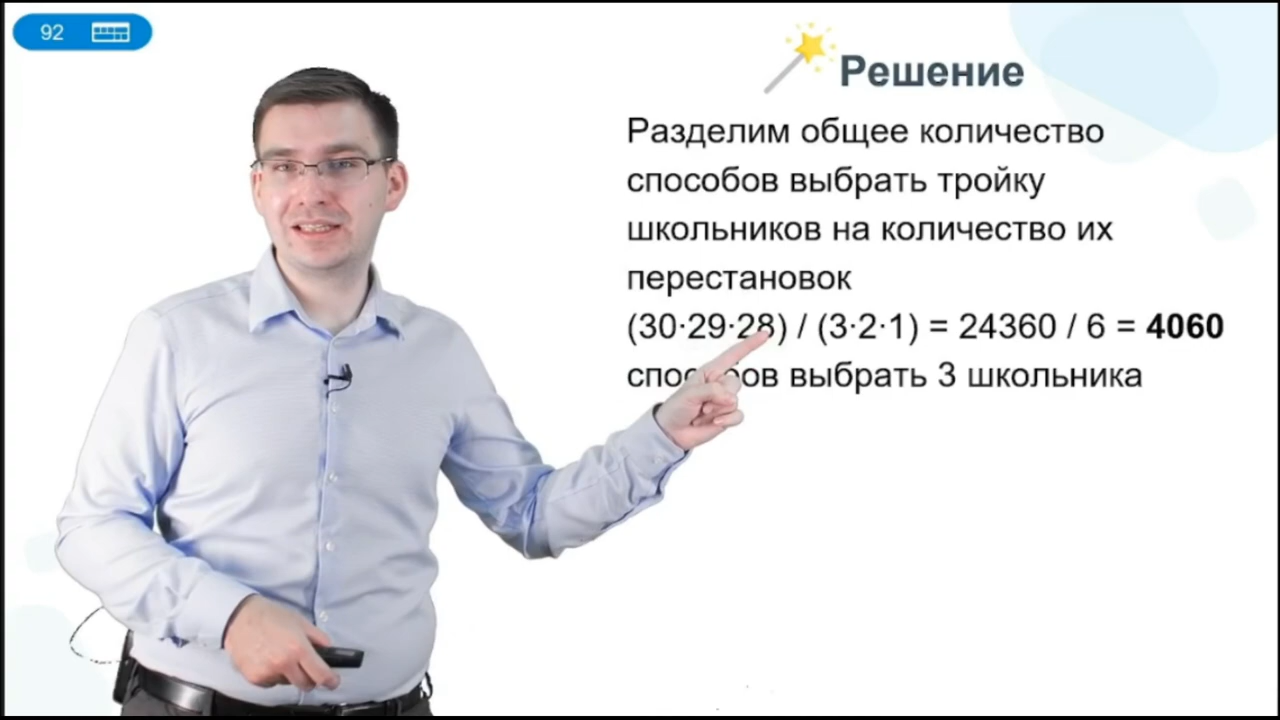 92
Решение
Разделим общее количество
способов выбрать тройку
школьников на количество их
перестановок
(30·29·28) / (3·2·1) = 24360 / 6 = 4060
способов выбрать 3 школьника